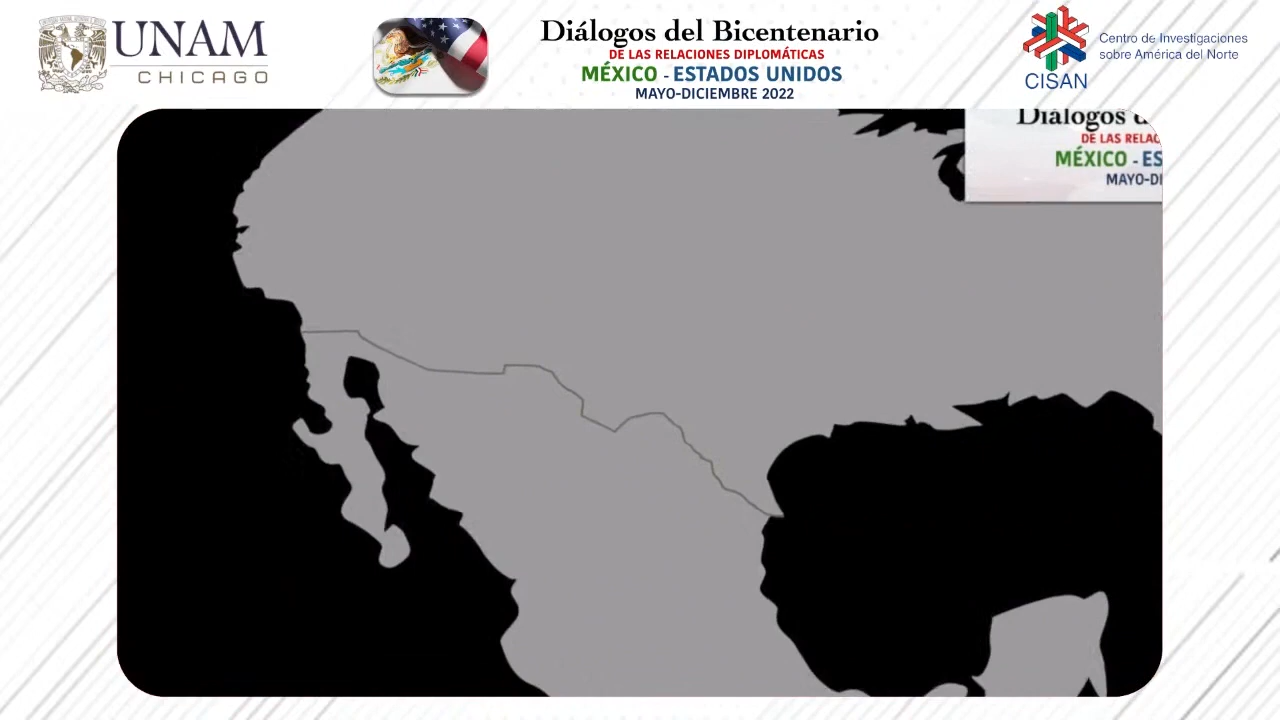 UNAM
CHICAGO
Diálogos del Bicentenario
DE LAS RELACIONES DIPLOMÁTICAS
MÉXICO - ESTADOS UNIDOS
MAYO-DICIEMBRE 2022
CISAN
Centro de Investigaciones
sobre América del Norte
Diálogos d
DE LAS RELAC
MÉXICO - ES
MAYO-DI